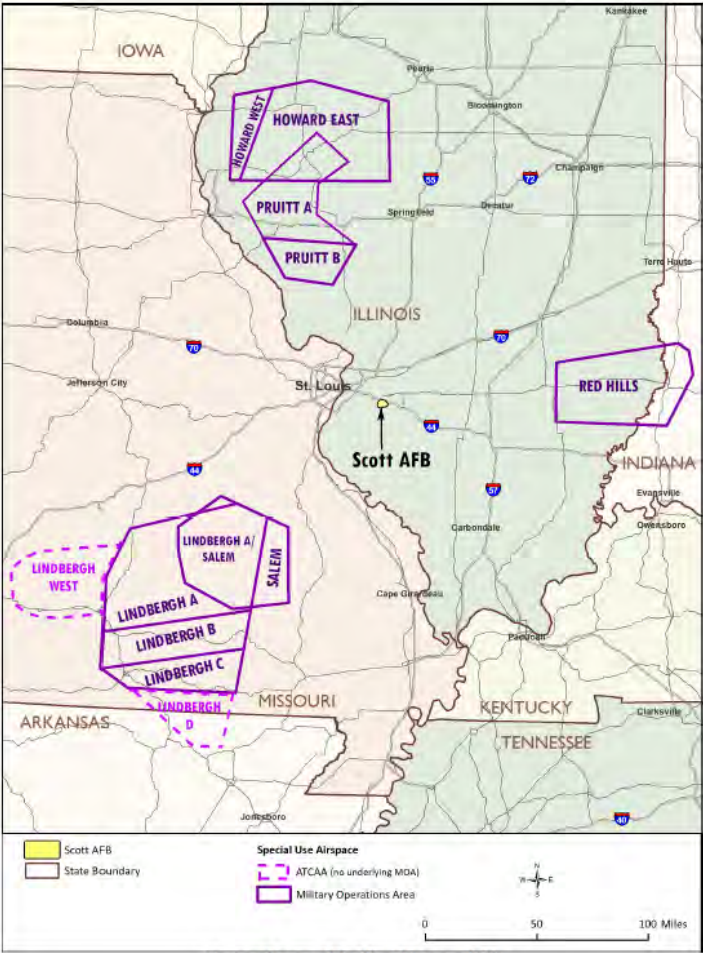 Kankakee
IOWA
Peoria
HOWARD WEST
HOWARD EAST
Bloomington
55
72
Champaign
PRUITT A
Springfield
Decatur
PRUITT B
Terre Haute
ILLINOIS
Columbia
70
70
Jefferson City
St. Louis
RED HILLS
44
Scott AFB
44
INDIANA
57
Evansville
Carbondale
Owensboro
LINDBERGH A/
SALEM
SALEM
LINDBERGH
WEST
LINDBERGH A
Cape Girardeau
LINDBERGH B
Paducah
LINDBERGH C
MISSOURI
KENTUCKY
LINDBERGH
D
Clarksville
ARKANSAS
TENNESSEE
Jonesboro
40
Scott AFB
State Boundary
Special Use Airspace
ATCAA (no underlying MOA)
Military Operations Area
N
W E
S
0 50 100 Miles